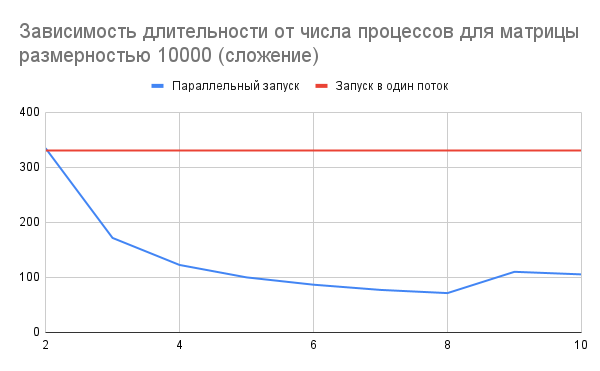 Зависимость длительности от числа процессов для матрицы
размерностью 10000 (сложение)
Параллельный запуск Запуск в один поток
400
300
200
100
0
2 4 6 8 10